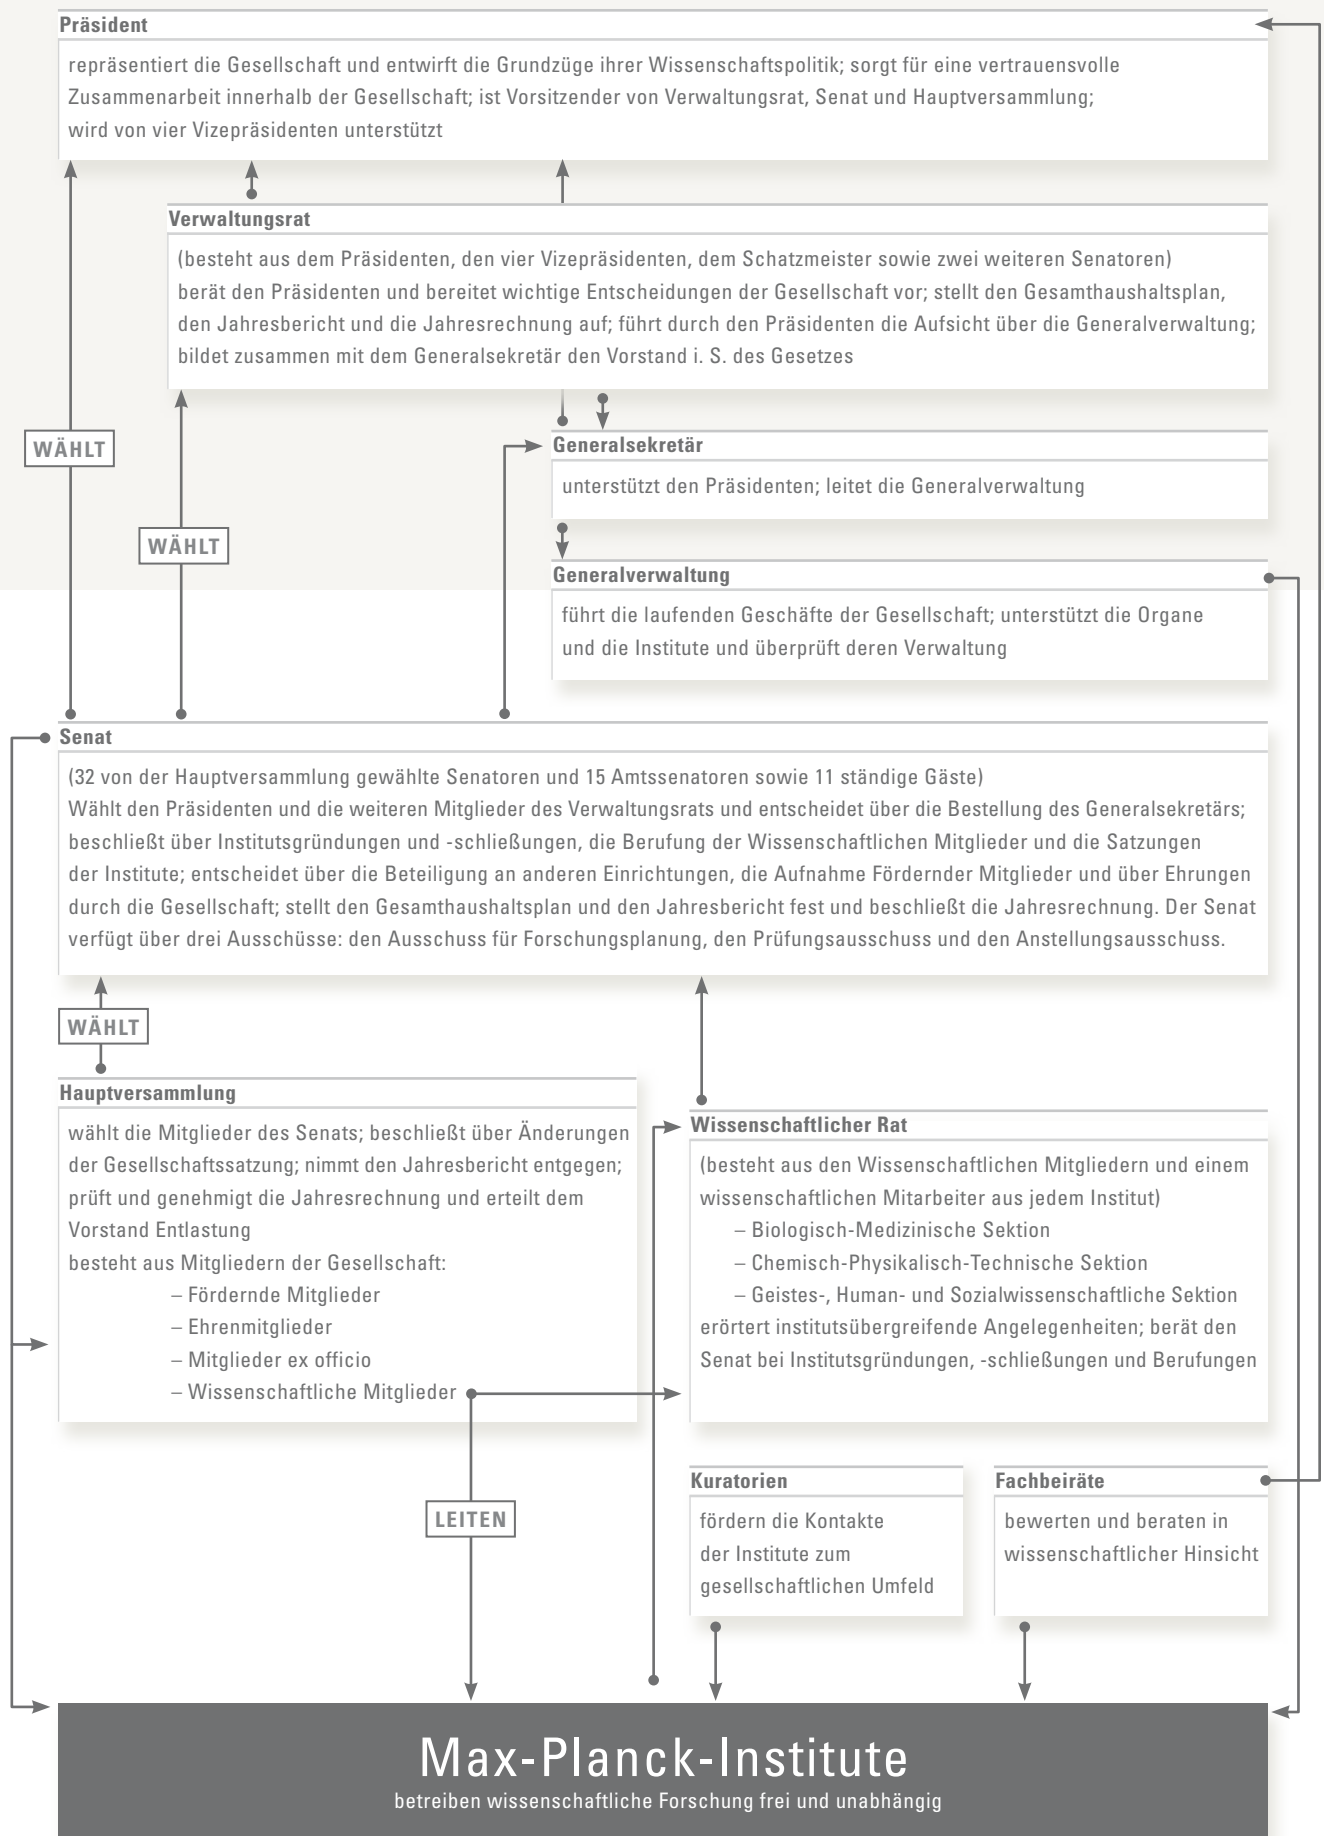 Präsident
repräsentiert die Gesellschaft und entwirft die Grundzüge ihrer Wissenschaftspolitik; sorgt für eine vertrauensvolle
Zusammenarbeit innerhalb der Gesellschaft; ist Vorsitzender von Verwaltungsrat, Senat und Hauptversammlung;
wird von vier Vizepräsidenten unterstützt
Verwaltungsrat
(besteht aus dem Präsidenten, den vier Vizepräsidenten, dem Schatzmeister sowie zwei weiteren Senatoren)
berät den Präsidenten und bereitet wichtige Entscheidungen der Gesellschaft vor; stellt den Gesamthaushaltsplan,
den Jahresbericht und die Jahresrechnung auf; führt durch den Präsidenten die Aufsicht über die Generalverwaltung;
bildet zusammen mit dem Generalsekretär den Vorstand i. S. des Gesetzes
WÄHLT
Generalsekretär
unterstützt den Präsidenten; leitet die Generalverwaltung
WÄHLT
Generalverwaltung
führt die laufenden Geschäfte der Gesellschaft; unterstützt die Organe
und die Institute und überprüft deren Verwaltung
Senat
(32 von der Hauptversammlung gewählte Senatoren und 15 Amtssenatoren sowie 11 ständige Gäste)
Wählt den Präsidenten und die weiteren Mitglieder des Verwaltungsrats und entscheidet über die Bestellung des Generalsekretärs;
beschließt über Institutsgründungen und -schließungen, die Berufung der Wissenschaftlichen Mitglieder und die Satzungen
der Institute; entscheidet über die Beteiligung an anderen Einrichtungen, die Aufnahme Fördernder Mitglieder und über Ehrungen
durch die Gesellschaft; stellt den Gesamthaushaltsplan und den Jahresbericht fest und beschließt die Jahresrechnung. Der Senat
verfügt über drei Ausschüsse: den Ausschuss für Forschungsplanung, den Prüfungsausschuss und den Anstellungsausschuss.
WÄHLT
Hauptversammlung
wählt die Mitglieder des Senats; beschließt über Änderungen
der Gesellschaftssatzung; nimmt den Jahresbericht entgegen;
prüft und genehmigt die Jahresrechnung und erteilt dem
Vorstand Entlastung
besteht aus Mitgliedern der Gesellschaft:
– Fördernde Mitglieder
– Ehrenmitglieder
– Mitglieder ex officio
– Wissenschaftliche Mitglieder
Wissenschaftlicher Rat
(besteht aus den Wissenschaftlichen Mitgliedern und einem
wissenschaftlichen Mitarbeiter aus jedem Institut)
– Biologisch-Medizinische Sektion
– Chemisch-Physikalisch-Technische Sektion
– Geistes-, Human- und Sozialwissenschaftliche Sektion
erörtert institutsübergreifende Angelegenheiten; berät den
Senat bei Institutsgründungen, -schließungen und Berufungen
LEITEN
Kuratorien
fördern die Kontakte
der Institute zum
gesellschaftlichen Umfeld
Fachbeiräte
bewerten und beraten in
wissenschaftlicher Hinsicht
Max-Planck-Institute
betreiben wissenschaftliche Forschung frei und unabhängig